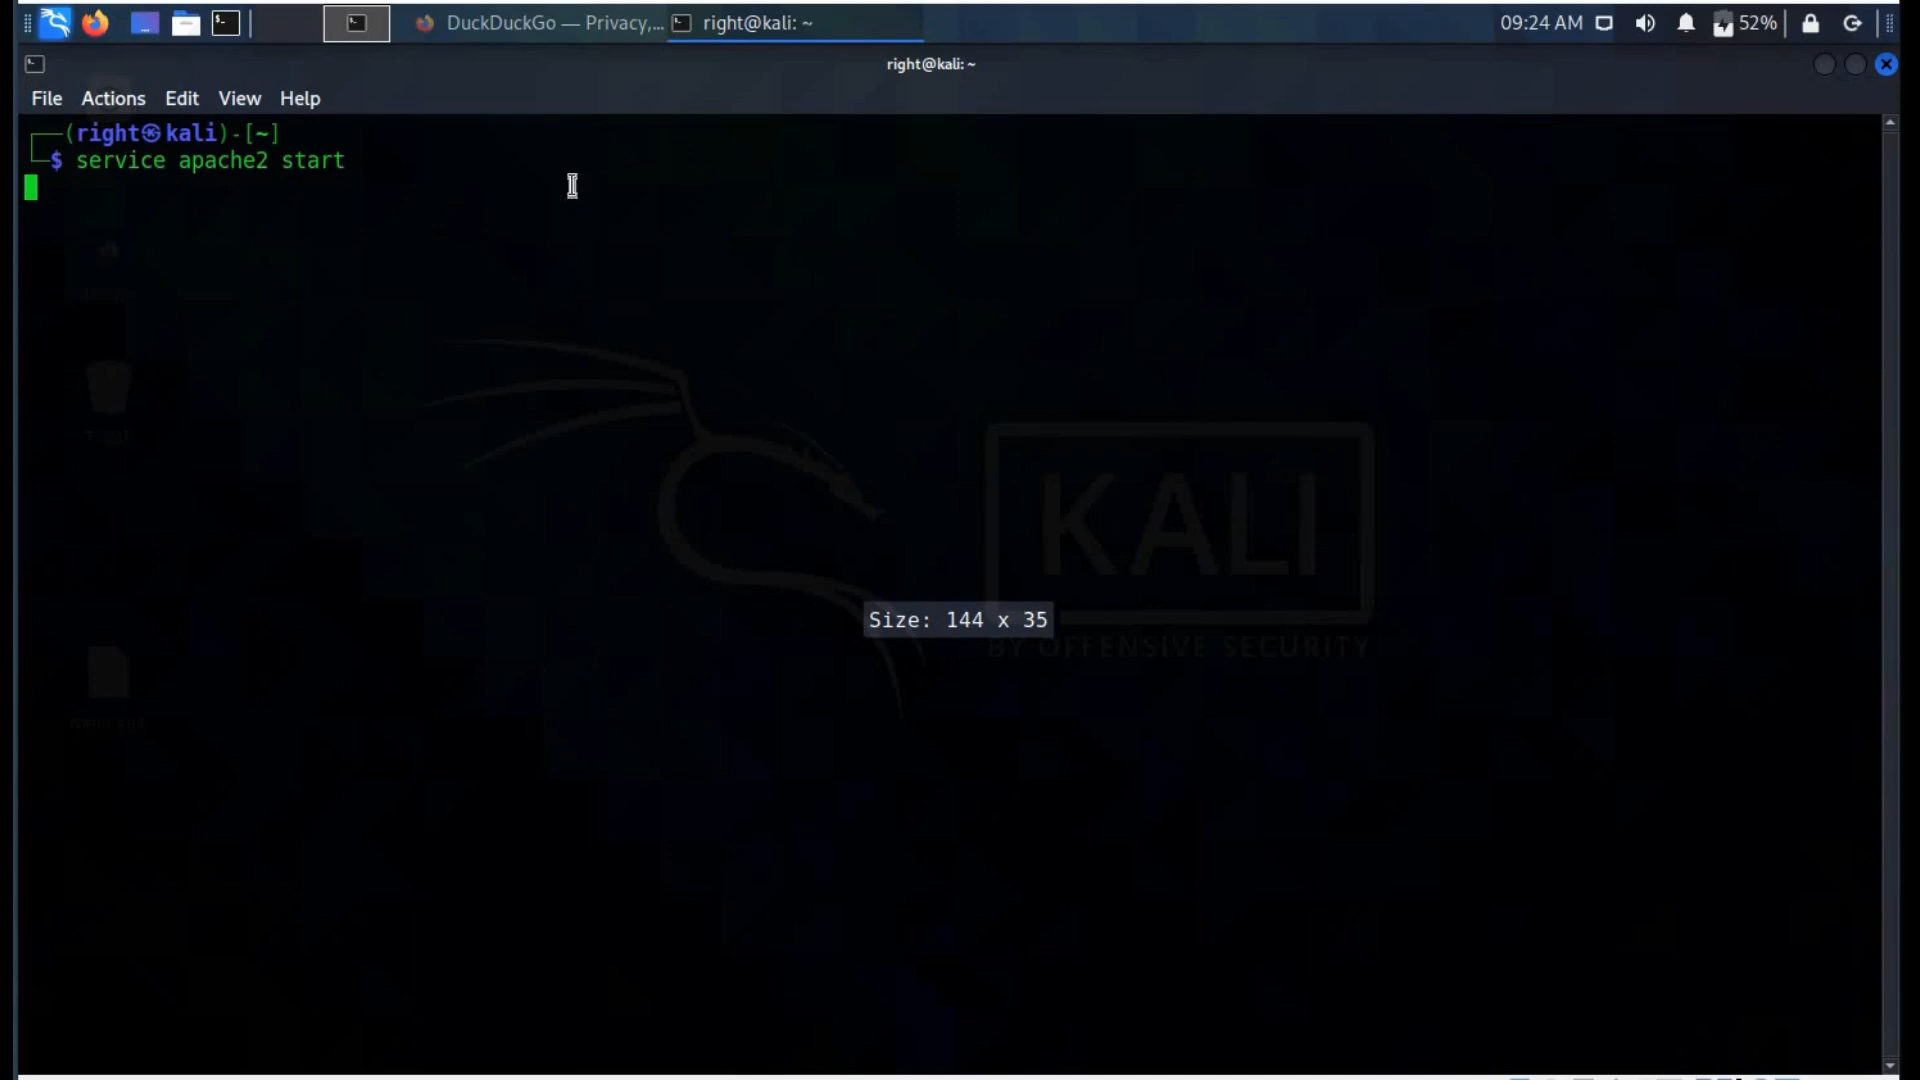 DuckDuckGo — Privacy,... right@kali: ~ 09:24 AM 52%
right@kali: ~
File Actions Edit View Help
(right㉿kali)-[~]
$ service apache2 start
KALI
Size: 144 x 35
BY OFFENSIVE SECURITY